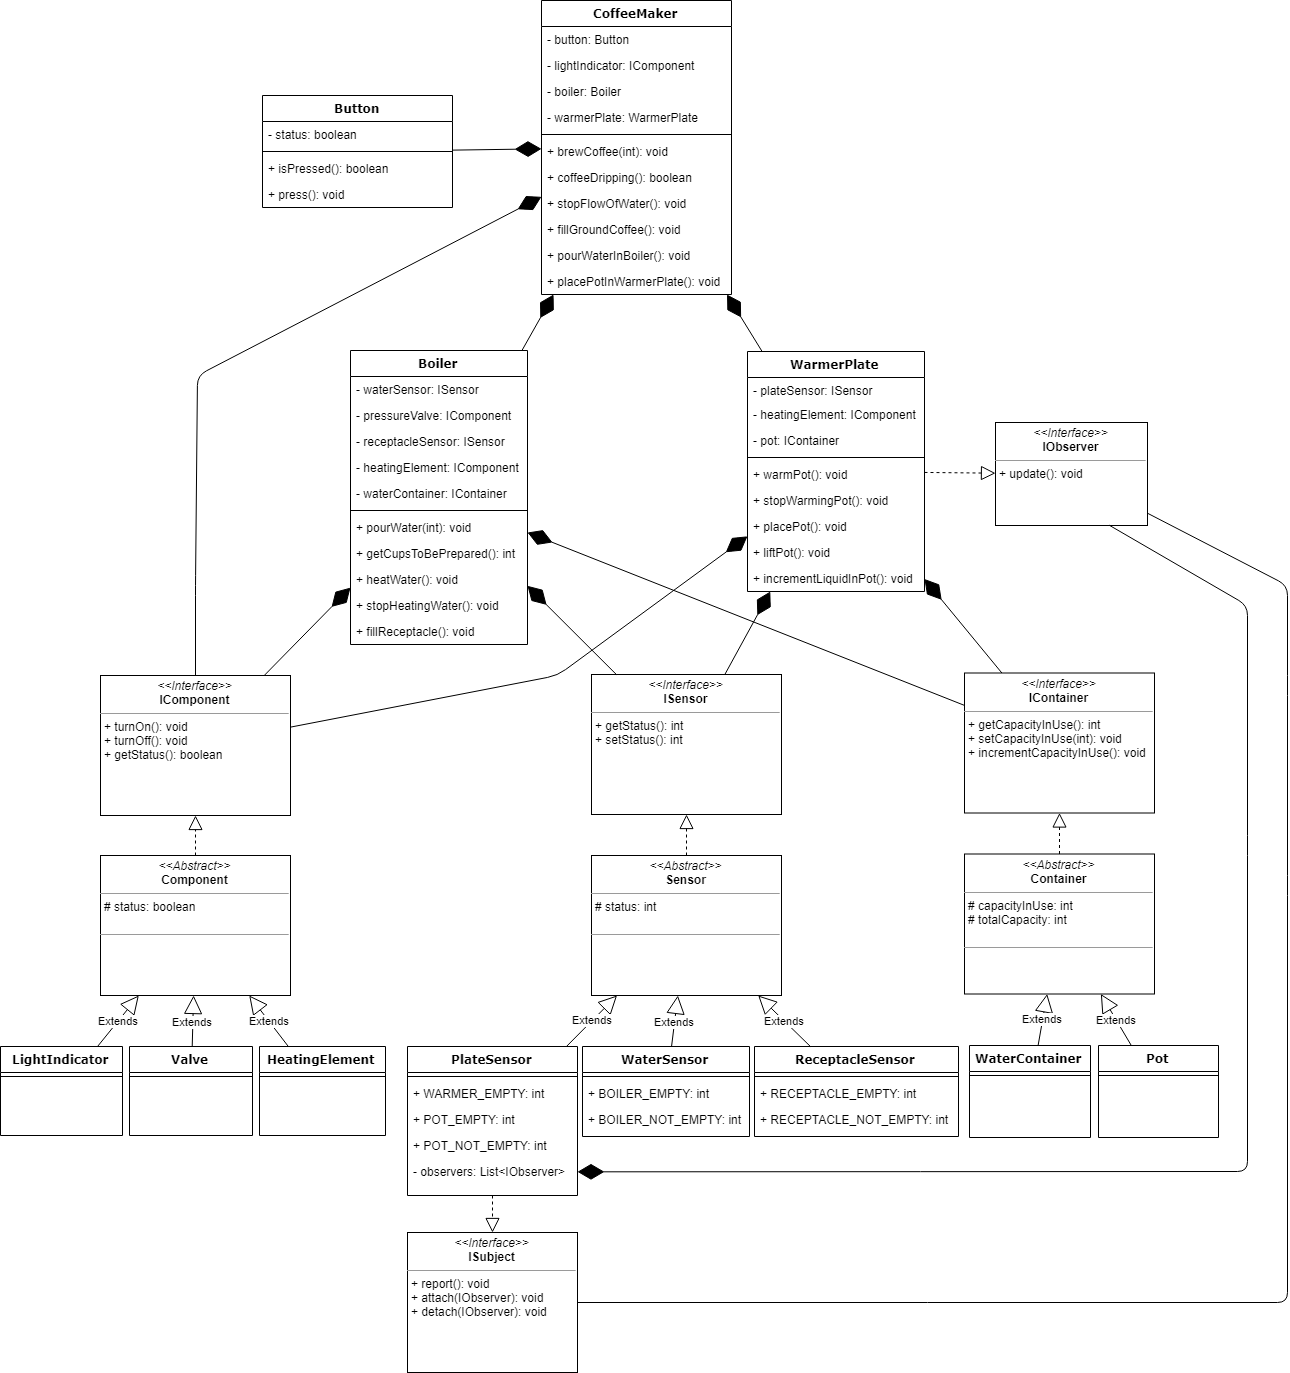 CoffeeMaker
- button: Button
- lightIndicator: IComponent
- boiler: Boiler
- warmerPlate: WarmerPlate
+ brewCoffee(int): void
+ coffeeDripping(): boolean
+ stopFlowOfWater(): void
+ fillGroundCoffee(): void
+ pourWaterInBoiler(): void
+ placePotInWarmerPlate(): void
Button
- status: boolean
+ isPressed(): boolean
+ press(): void
Boiler
- waterSensor: ISensor
- pressureValve: IComponent
- receptacleSensor: ISensor
- heatingElement: IComponent
- waterContainer: IContainer
+ pourWater(int): void
+ getCupsToBePrepared(): int
+ heatWater(): void
+ stopHeatingWater(): void
+ fillReceptacle(): void
WarmerPlate
- plateSensor: ISensor
- heatingElement: IComponent
- pot: IContainer
+ warmPot(): void
+ stopWarmingPot(): void
+ placePot(): void
+ liftPot(): void
+ incrementLiquidInPot(): void
<<Interface>>
IObserver
+ update(): void
<<Interface>>
IComponent
+ turnOn(): void
+ turnOff(): void
+ getStatus(): boolean
<<Interface>>
ISensor
+ getStatus(): int
+ setStatus(): int
<<Interface>>
IContainer
+ getCapacityInUse(): int
+ setCapacityInUse(int): void
+ incrementCapacityInUse(): void
<<Abstract>>
Component
# status: boolean
<<Abstract>>
Sensor
# status: int
<<Abstract>>
Container
# capacityInUse: int
# totalCapacity: int
Extends
Extends
Extends
Extends
Extends
Extends
Extends
Extends
LightIndicator
Valve
HeatingElement
PlateSensor
+ WARMER_EMPTY: int
+ POT_EMPTY: int
+ POT_NOT_EMPTY: int
- observers: List<IObserver>
WaterSensor
+ BOILER_EMPTY: int
+ BOILER_NOT_EMPTY: int
ReceptacleSensor
+ RECEPTACLE_EMPTY: int
+ RECEPTACLE_NOT_EMPTY: int
WaterContainer
Pot
<<Interface>>
ISubject
+ report(): void
+ attach(IObserver): void
+ detach(IObserver): void